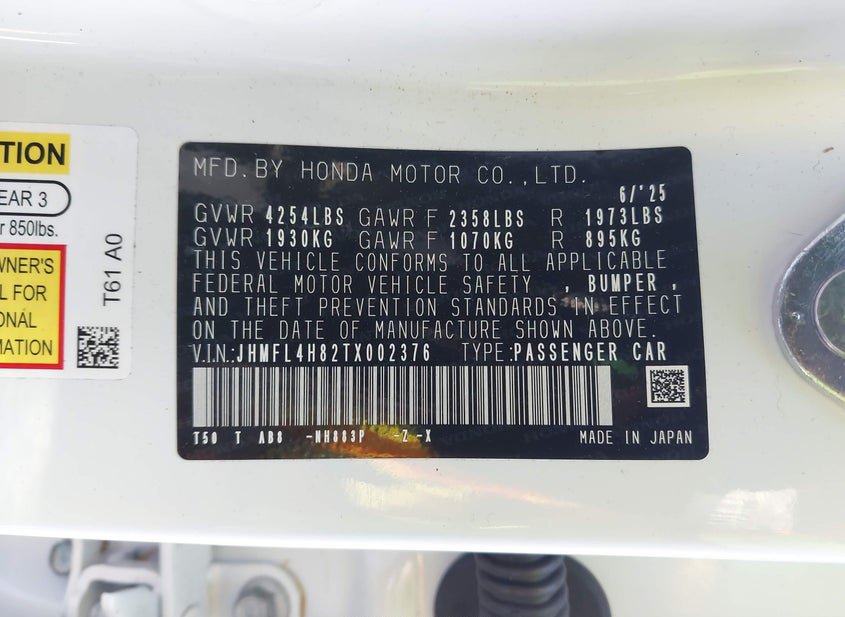 TION
EAR 3
r 850lbs.
WNER'S
L FOR
ONAL
MATION
T61 A0
MFD. BY HONDA MOTOR CO.,LTD.
6/'25
GVWR 4254LBS GAWR F 2358LBS R 1973LBS
GVWR 1930KG GAWR F 1070KG R 895KG
THIS VEHICLE CONFORMS TO ALL APPLICABLE
FEDERAL MOTOR VEHICLE SAFETY , BUMPER ,
AND THEFT PREVENTION STANDARDS IN EFFECT
ON THE DATE OF MANUFACTURE SHOWN ABOVE.
V.IN.:JHMFL4H82TX002376 TYPE:PASSENGER CAR
T50 T AB8 -NH883P -Z -X
MADE IN JAPAN